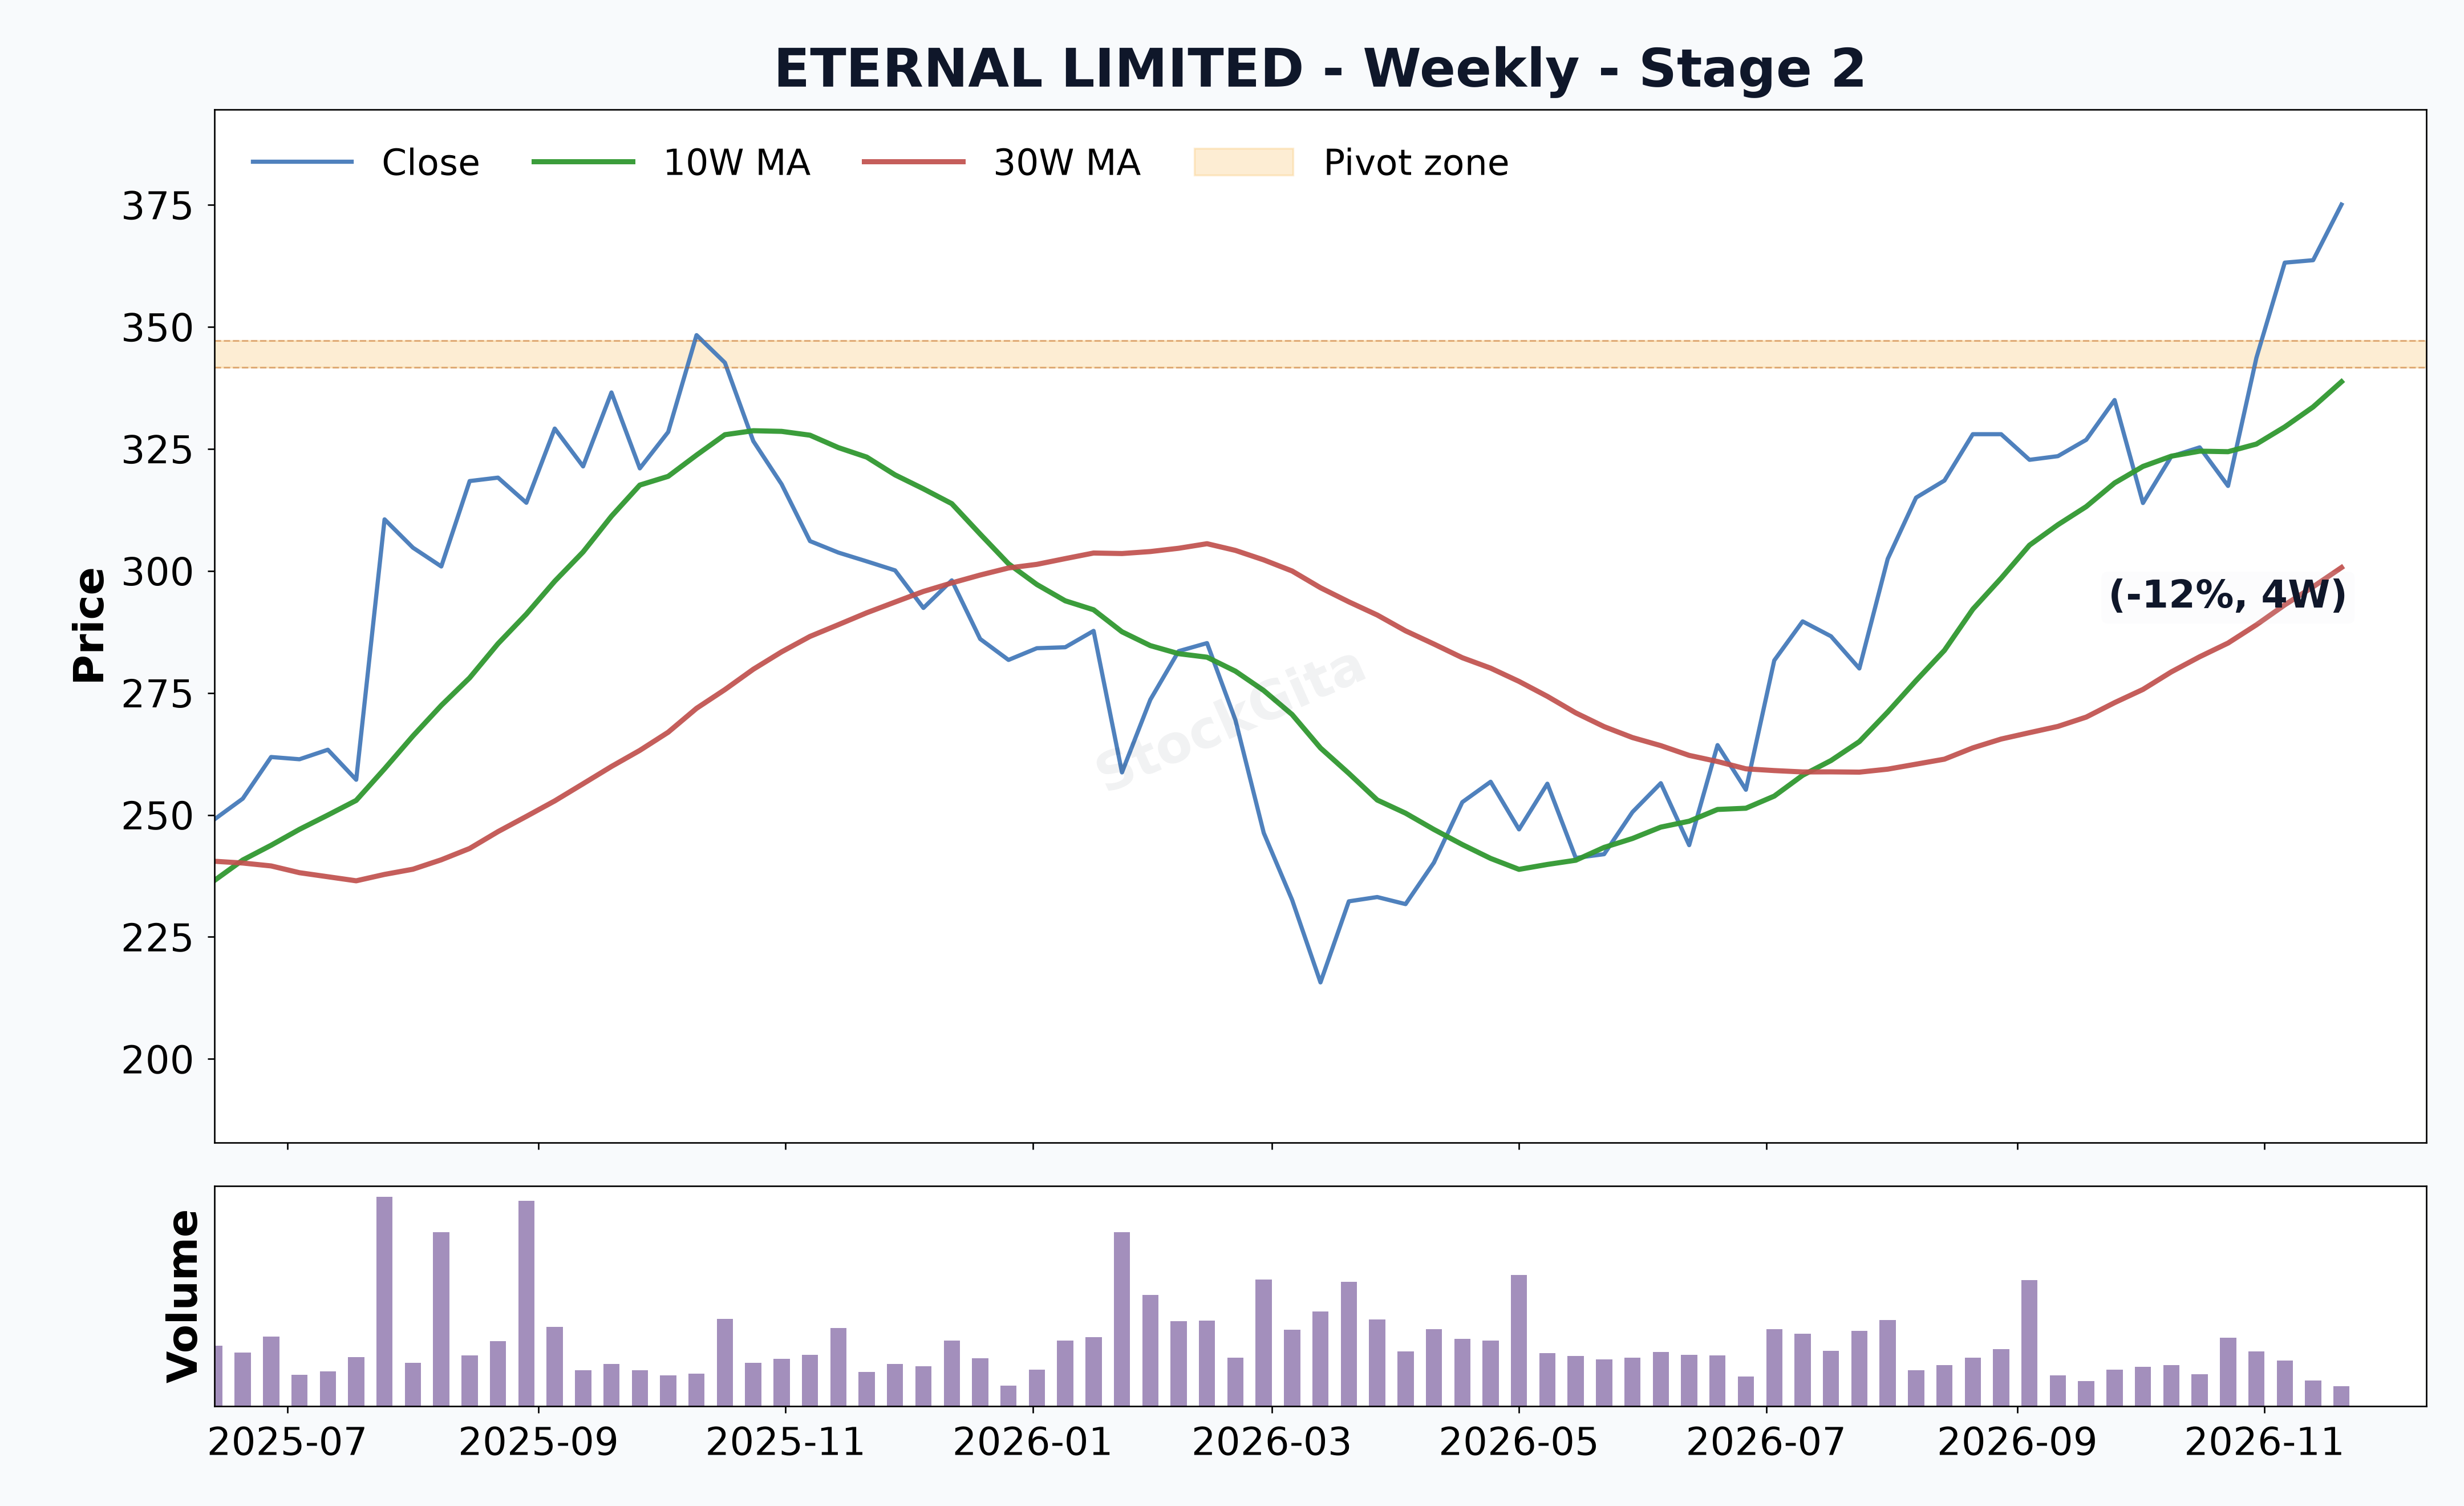 ETERNAL LIMITED - Weekly - Stage 2
Close 10W MA 30W MA Pivot zone
375
350
325
300
275
250
225
200
Price
(-12%, 4W)
StockGita
Volume
2025-07 2025-09 2025-11 2026-01 2026-03 2026-05 2026-07 2026-09 2026-11